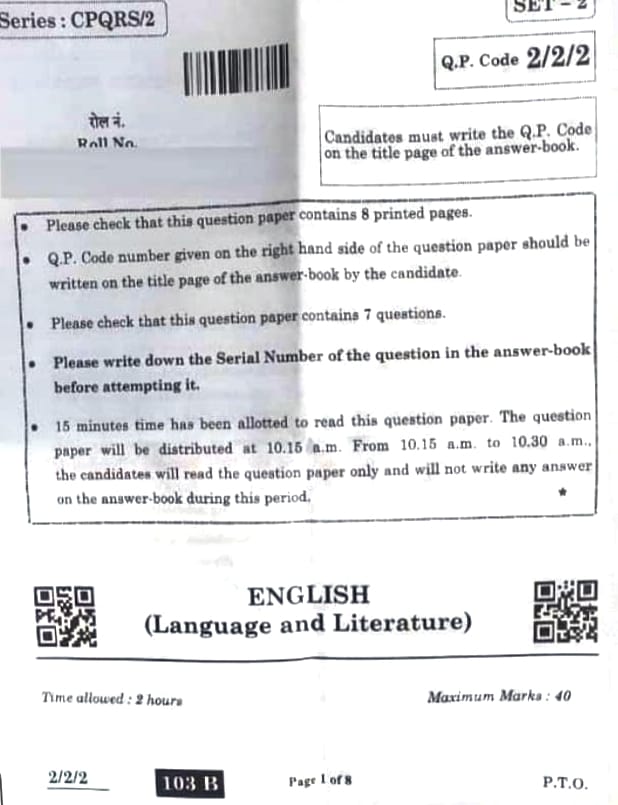 Series : CPQRS/2
SET – 2
Q.P. Code 2/2/2
रोल नं.
Roll No.
Candidates must write the Q.P. Code
on the title page of the answer-book.
• Please check that this question paper contains 8 printed pages.
• Q.P. Code number given on the right hand side of the question paper should be
written on the title page of the answer-book by the candidate.
• Please check that this question paper contains 7 questions.
• Please write down the Serial Number of the question in the answer-book
before attempting it.
• 15 minutes time has been allotted to read this question paper. The question
paper will be distributed at 10.15 a.m. From 10.15 a.m. to 10.30 a.m.,
the candidates will read the question paper only and will not write any answer
on the answer-book during this period.
*
ENGLISH
(Language and Literature)
Time allowed : 2 hours
Maximum Marks : 40
2/2/2
103 B
Page 1 of 8
P.T.O.